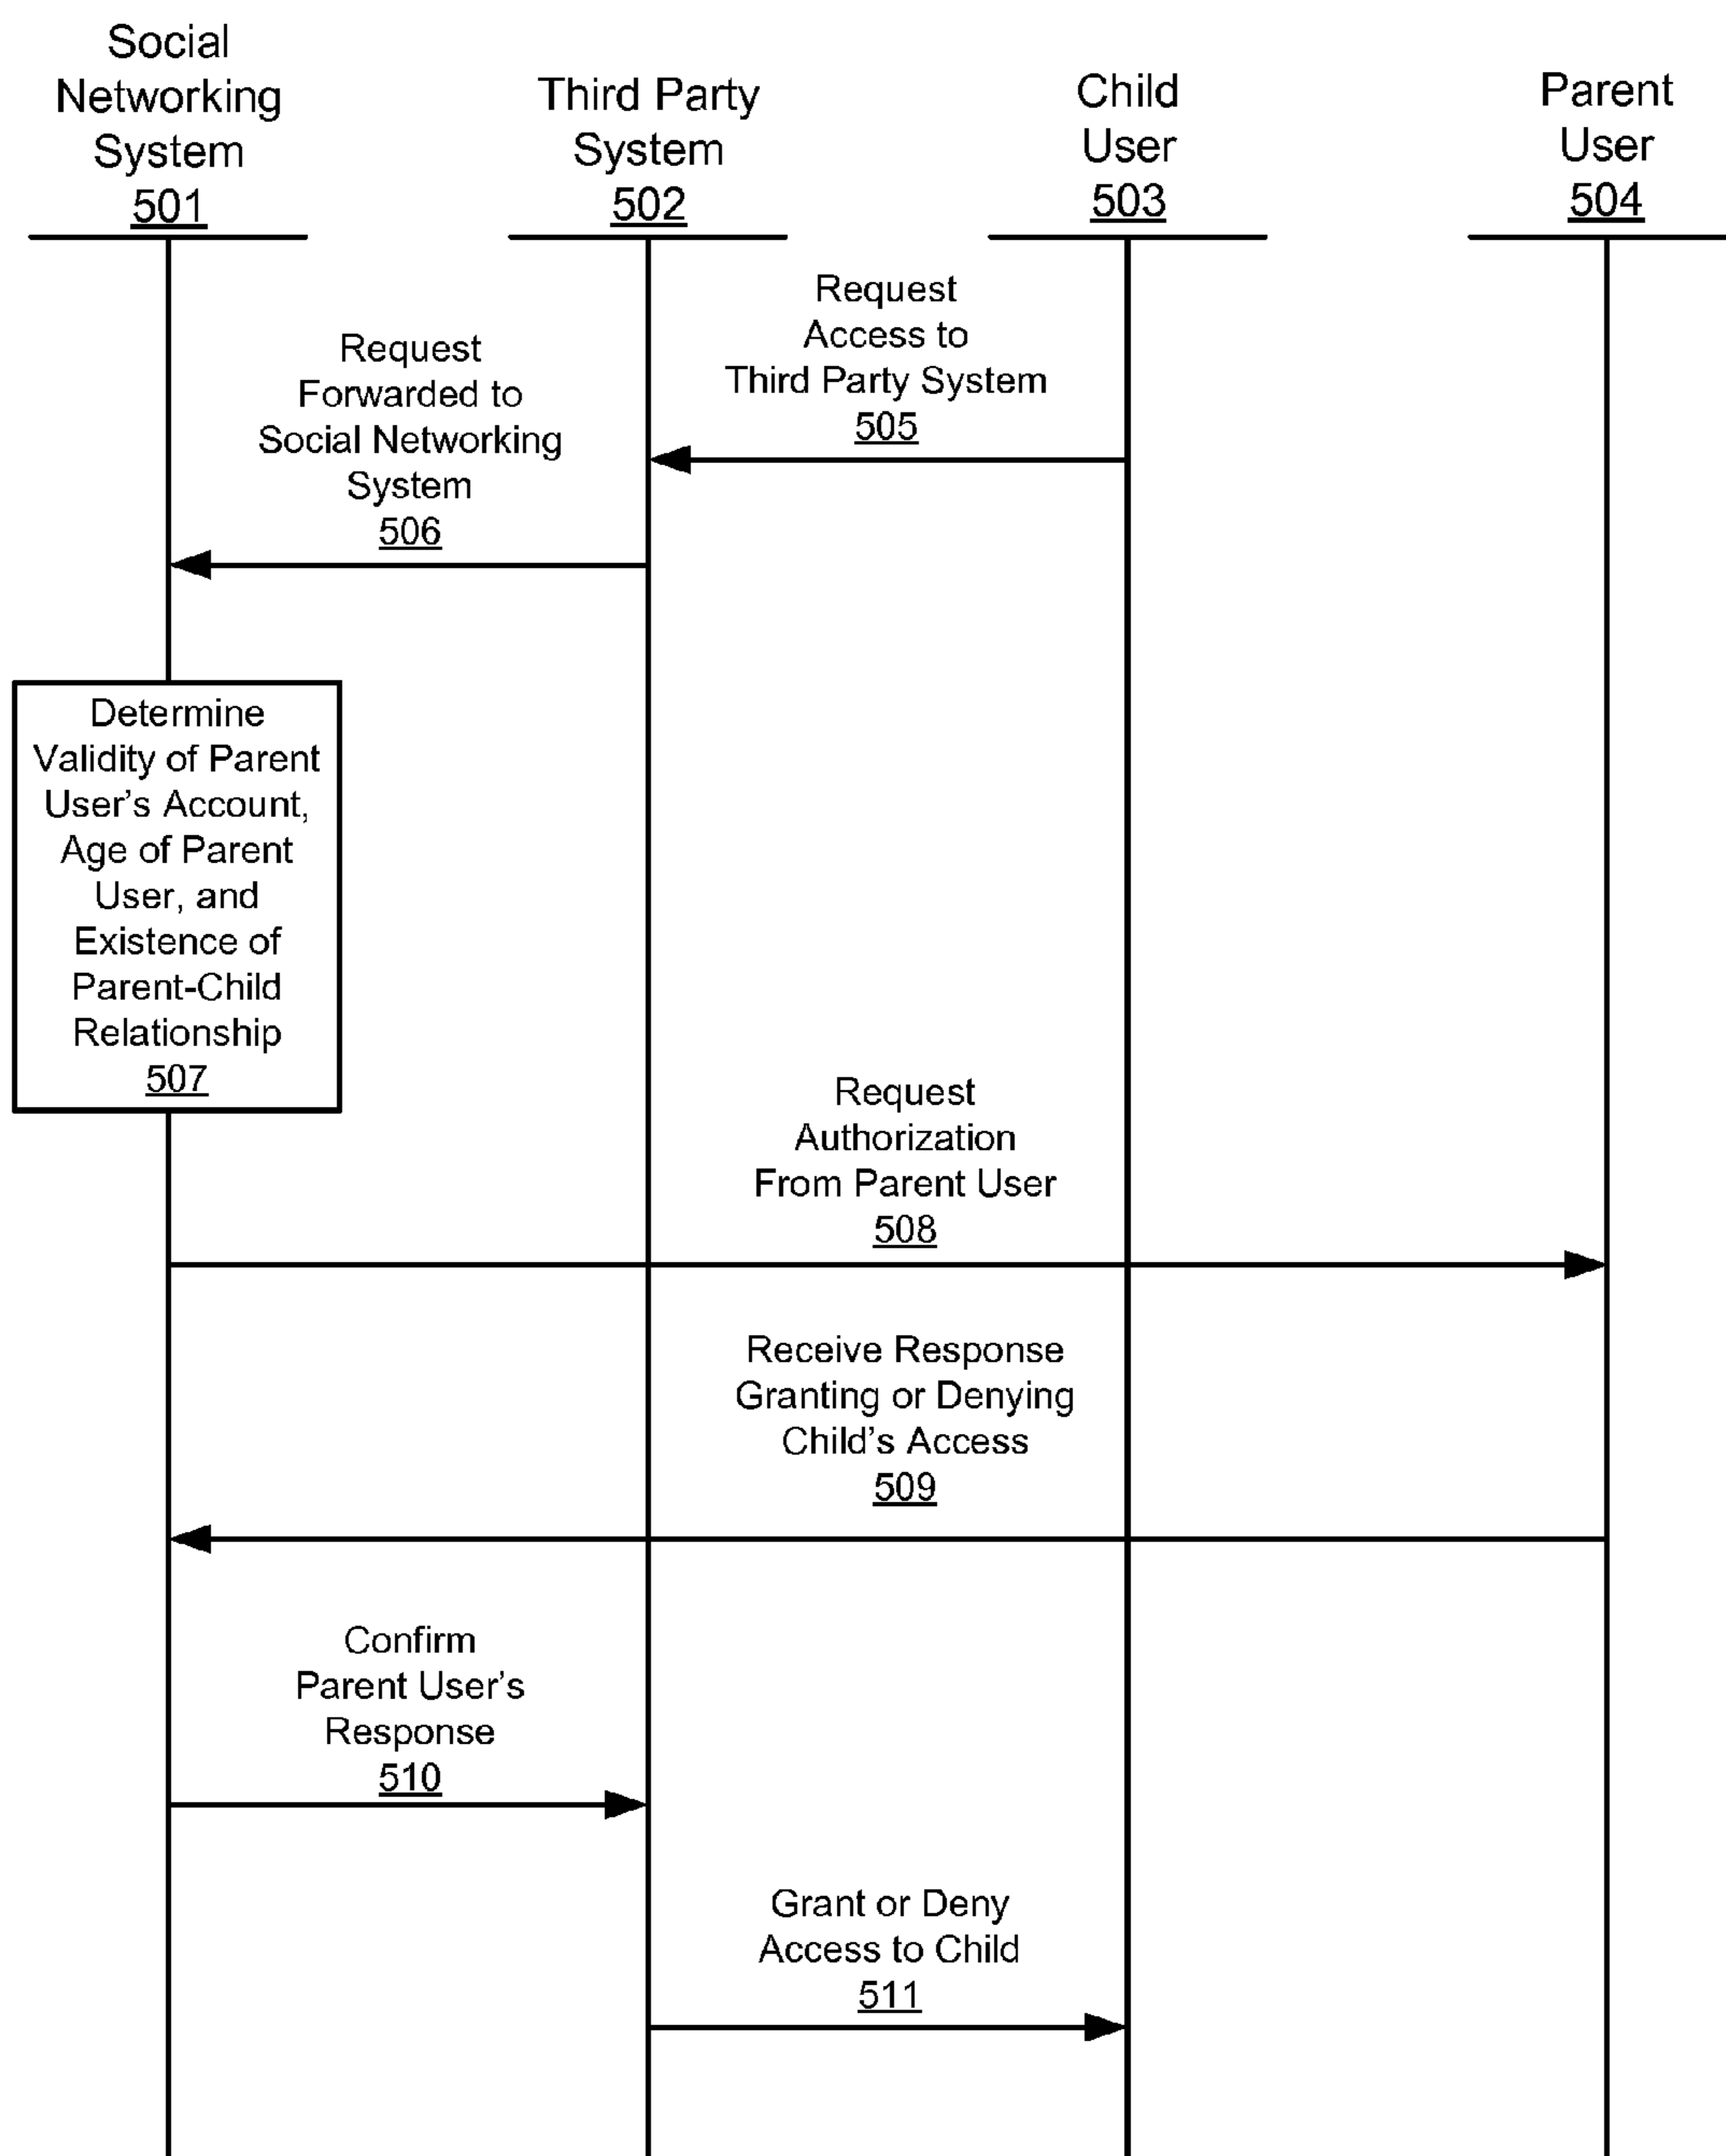 Social
Networking
System
501
Third Party
System
502
Child
User
503
Parent
User
504
Request
Access to
Third Party System
505
Request
Forwarded to
Social Networking
System
506
Determine
Validity of Parent
User's Account,
Age of Parent
User, and
Existence of
Parent-Child
Relationship
507
Request
Authorization
From Parent User
508
Receive Response
Granting or Denying
Child's Access
509
Confirm
Parent User's
Response
510
Grant or Deny
Access to Child
511